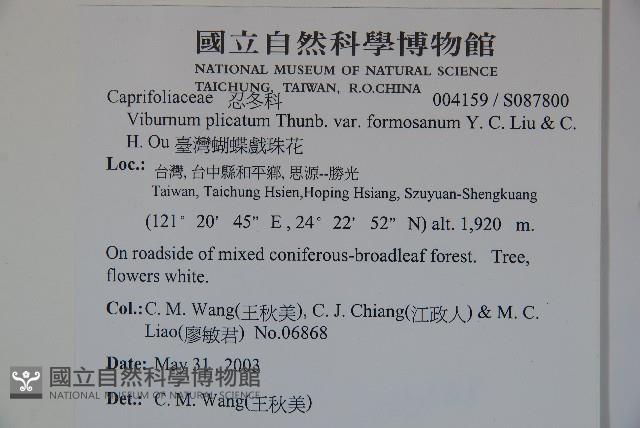 國立自然科學博物館
NATIONAL MUSEUM OF NATURAL SCIENCE
TAICHUNG, TAIWAN, R.O.CHINA
Caprifoliaceae 忍冬科 004159 / S087800
Viburnum plicatum Thunb. var. formosanum Y. C. Liu & C.
H. Ou 臺灣蝴蝶戲珠花
Loc.: 台灣, 台中縣和平鄉, 思源--勝光
Taiwan, Taichung Hsien,Hoping Hsiang, Szuyuan-Shengkuang
(121° 20' 45" E , 24° 22' 52" N) alt. 1,920 m.
On roadside of mixed coniferous-broadleaf forest. Tree,
flowers white.
Col.: C. M. Wang(王秋美), C. J. Chiang(江政人) & M. C.
Liao(廖敏君) No.06868
Date: May 31, 2003
國立自然科學博物館
NATIONAL MUSEUM OF NATURAL SCIENCE
Det.: C. M. Wang(王秋美)